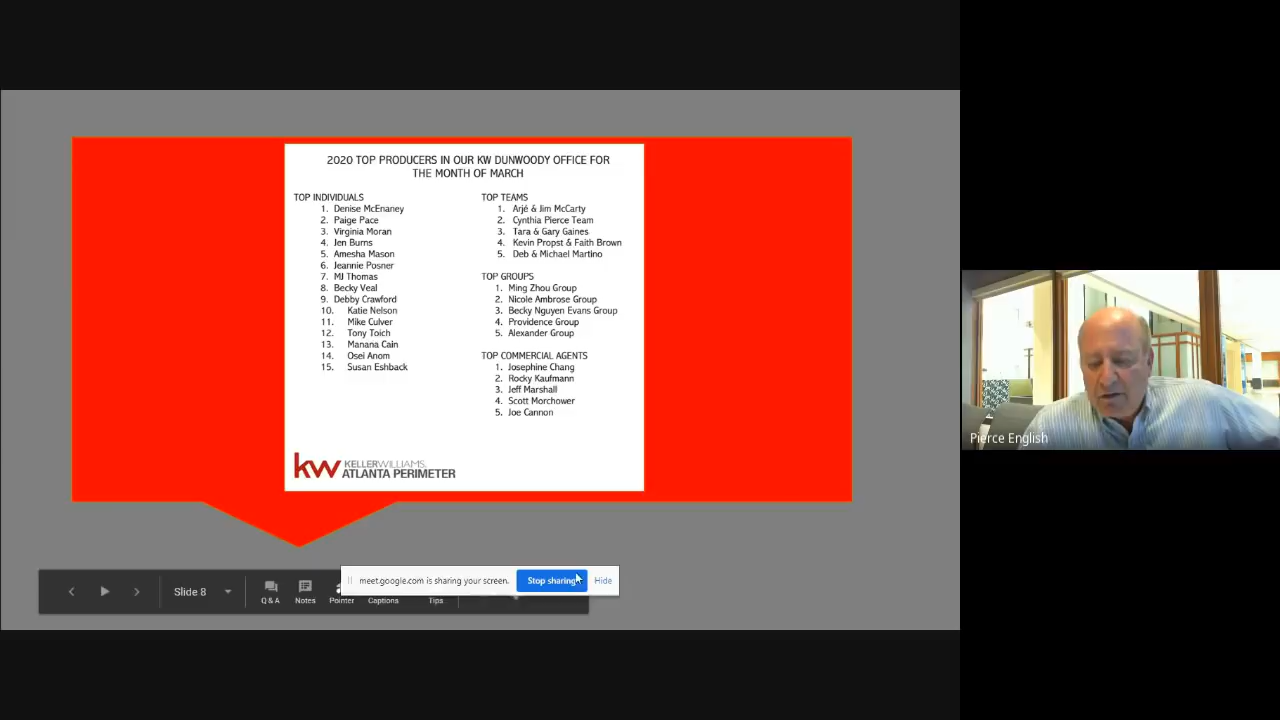 2020 TOP PRODUCERS IN OUR KW DUNWOODY OFFICE FOR
THE MONTH OF MARCH
TOP INDIVIDUALS
1. Denise McEnaney
2. Paige Pace
3. Virginia Moran
4. Jen Burns
5. Amesha Mason
6. Jeannie Posner
7. MJ Thomas
8. Becky Veal
9. Debby Crawford
10. Katie Nelson
11. Mike Culver
12. Tony Toich
13. Manana Cain
14. Osei Anom
15. Susan Eshback
TOP TEAMS
1. Arjé & Jim McCarty
2. Cynthia Pierce Team
3. Tara & Gary Gaines
4. Kevin Propst & Faith Brown
5. Deb & Michael Martino
TOP GROUPS
1. Ming Zhou Group
2. Nicole Ambrose Group
3. Becky Nguyen Evans Group
4. Providence Group
5. Alexander Group
TOP COMMERCIAL AGENTS
1. Josephine Chang
2. Rocky Kaufmann
3. Jeff Marshall
4. Scott Morchower
5. Joe Cannon
kw KELLERWILLIAMS.
ATLANTA PERIMETER
Pierce English
meet.google.com is sharing your screen.
Stop sharing
Hide
Slide 8
Q & A
Notes
Pointer
Captions
Tips